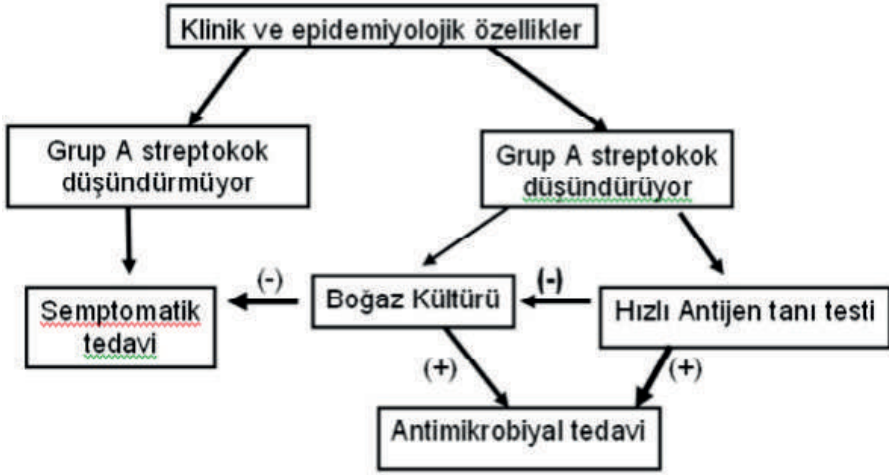 Klinik ve epidemiyolojik özellikler
Grup A streptokok
düşündürmüyor
Grup A streptokok
düşündürüyor
(-)
(-)
Semptomatik
tedavi
Boğaz Kültürü
Hızlı Antijen tanı testi
(+)
(+)
Antimikrobiyal tedavi